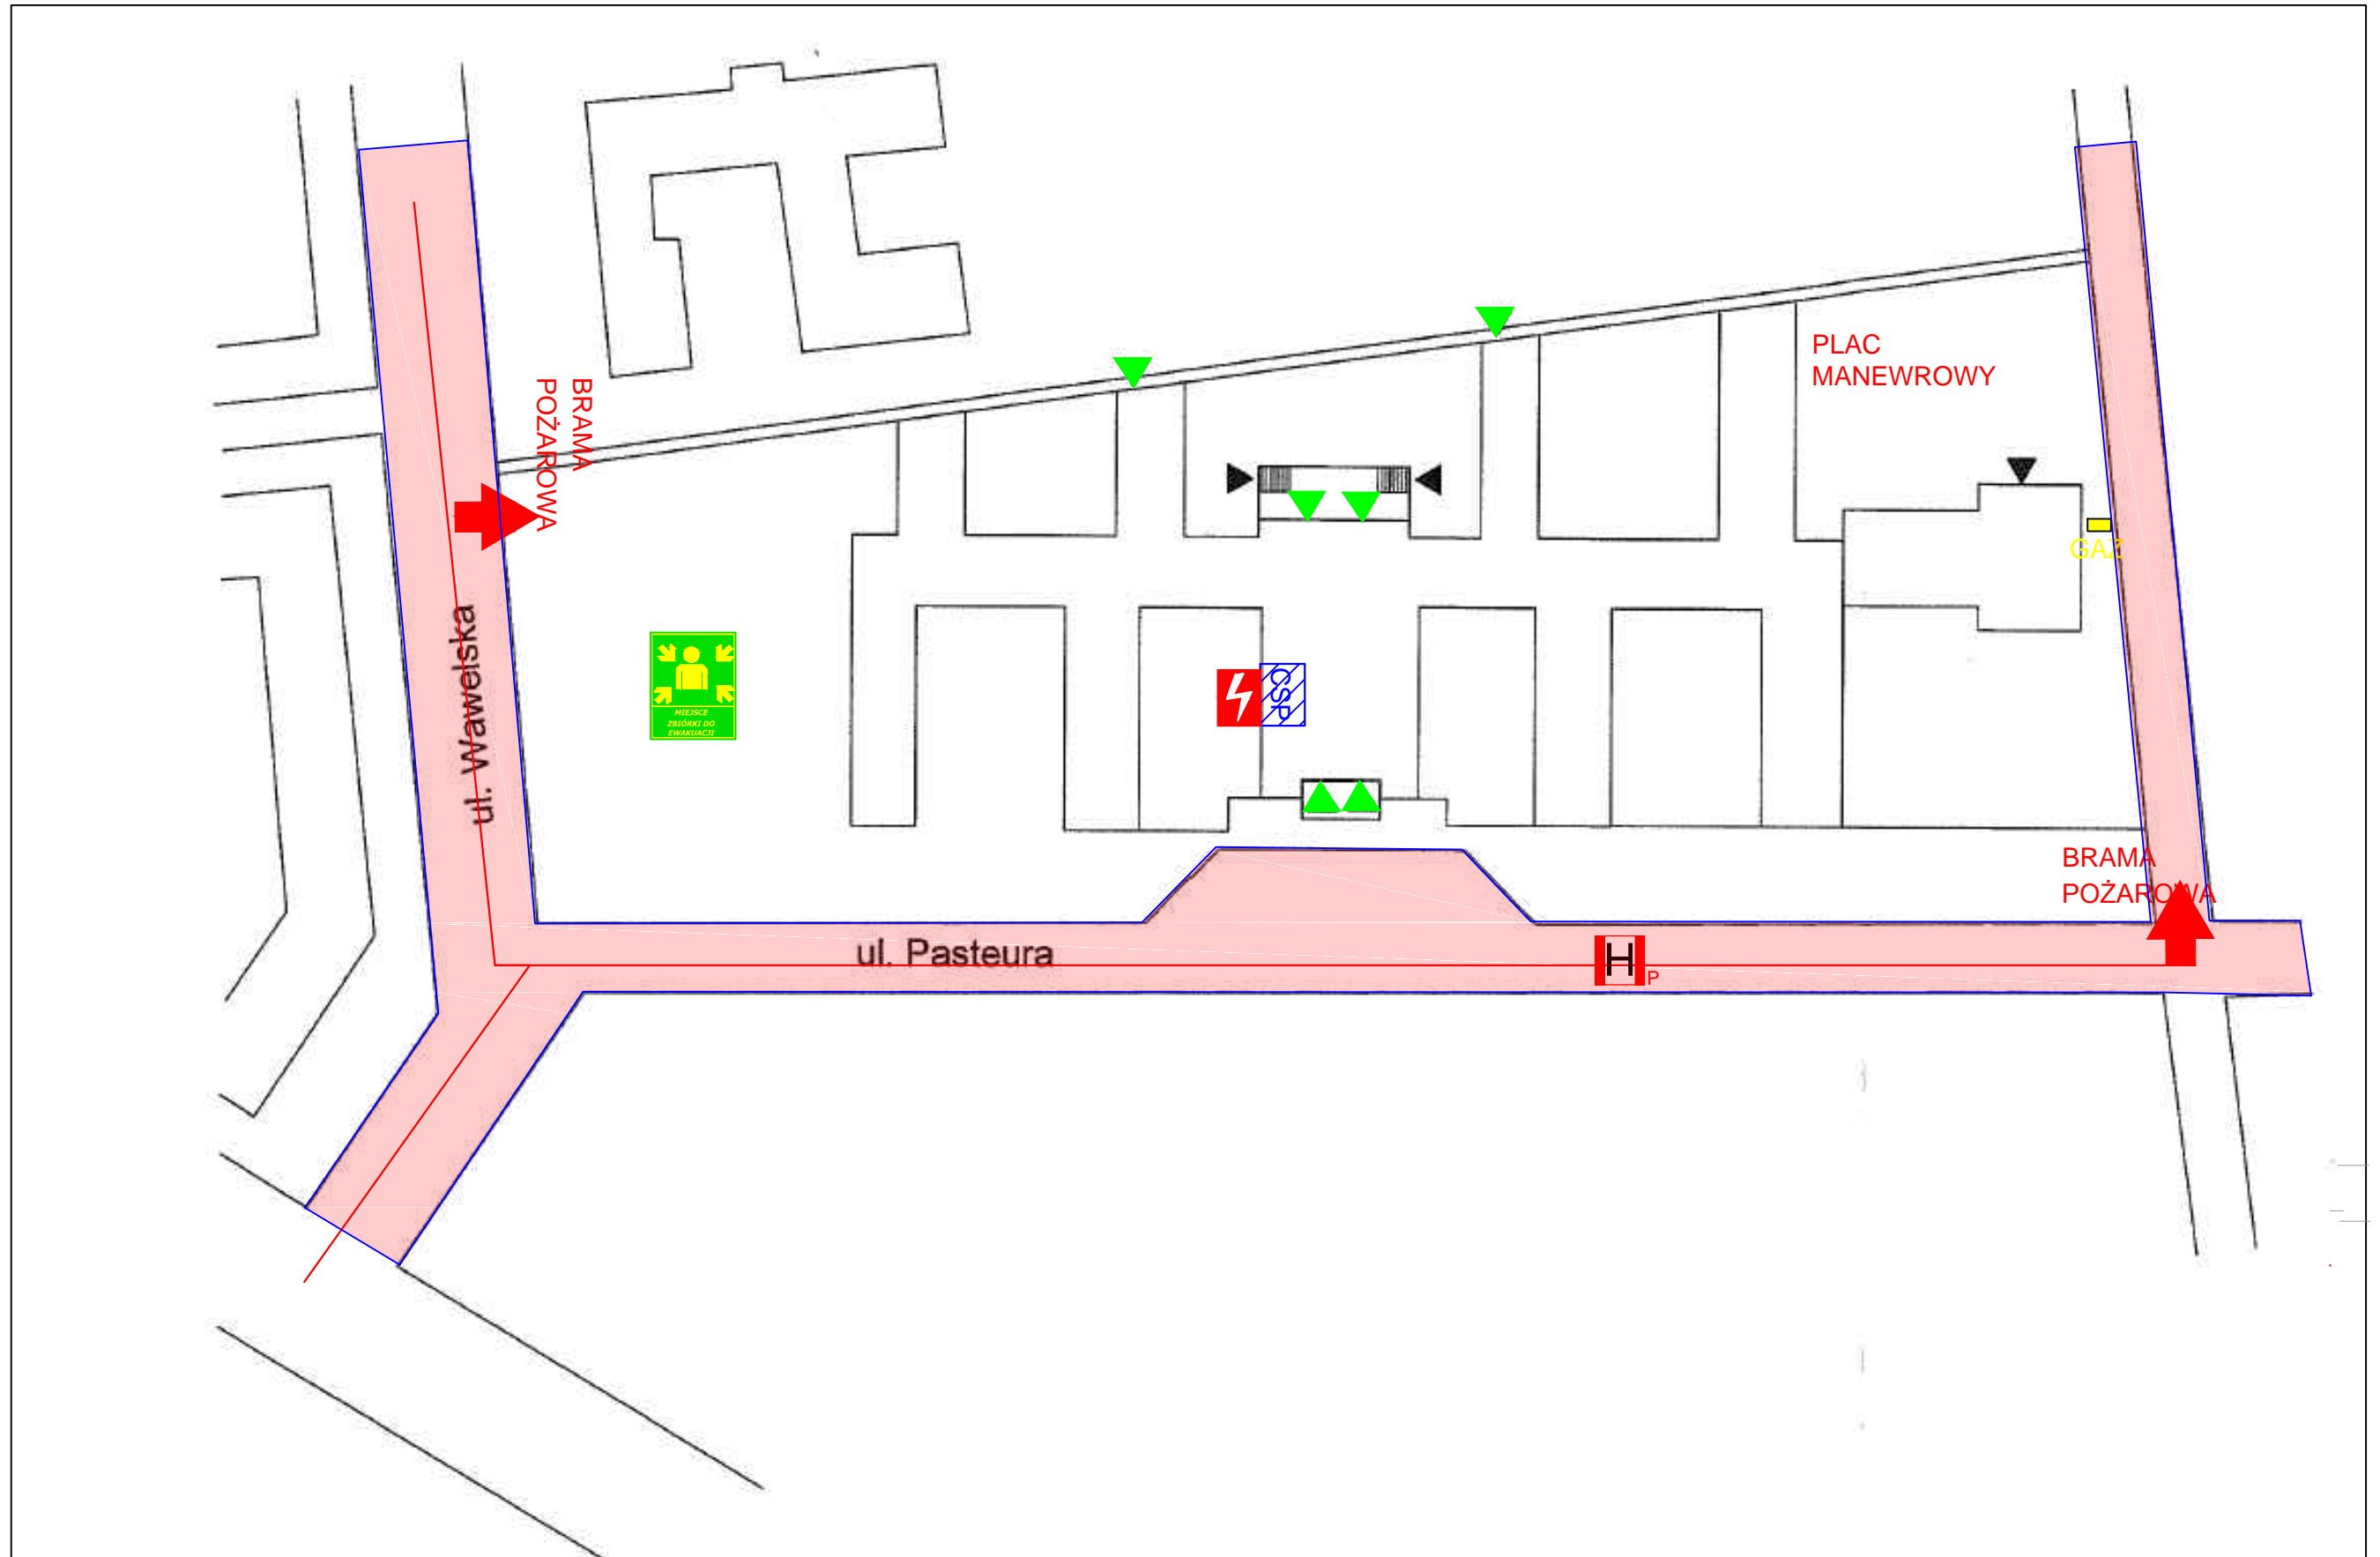 PLAC
MANEWROWY
BRAMA
POŻAROWA
GAZ
ul. Wawelska
MIEJSCE
ZBIÓRKI DO
EWAKUACJI
CSP
BRAMA
POŻAROWA
ul. Pasteura
H
P